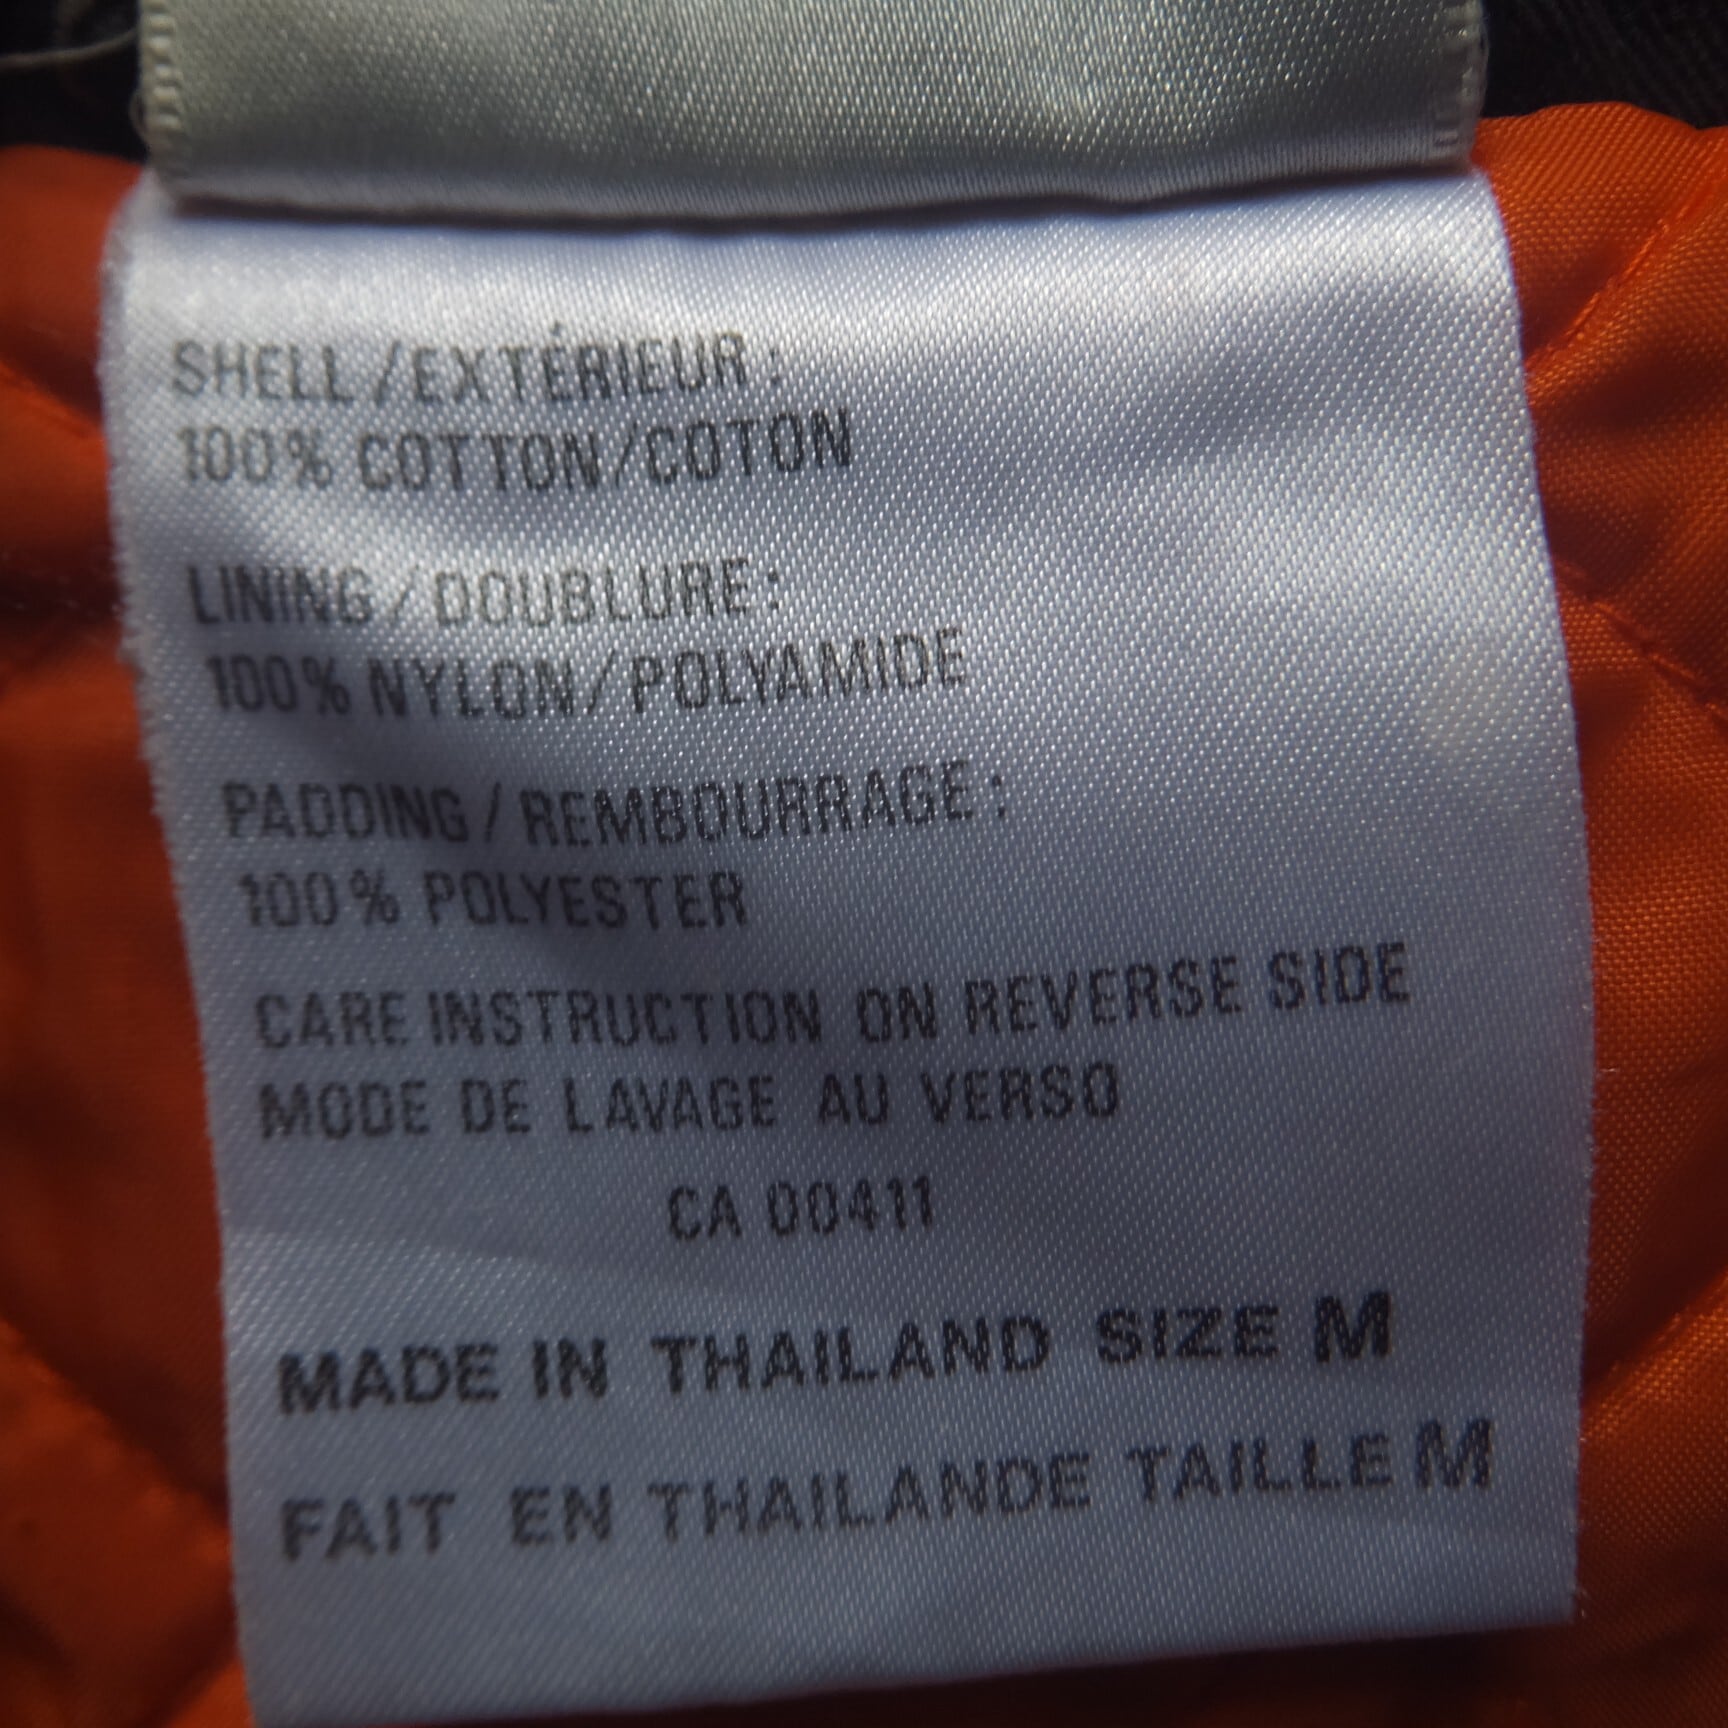 SHELL/EXTÉRIEUR:
100% COTTON/COTON
LINING/DOUBLURE:
100% NYLON/POLYAMIDE
PADDING/REMBOURRAGE:
100% POLYESTER
CARE INSTRUCTION ON REVERSE SIDE
MODE DE LAVAGE AU VERSO
CA 00411
MADE IN THAILAND SIZE M
FAIT EN THAILANDE TAILLE M